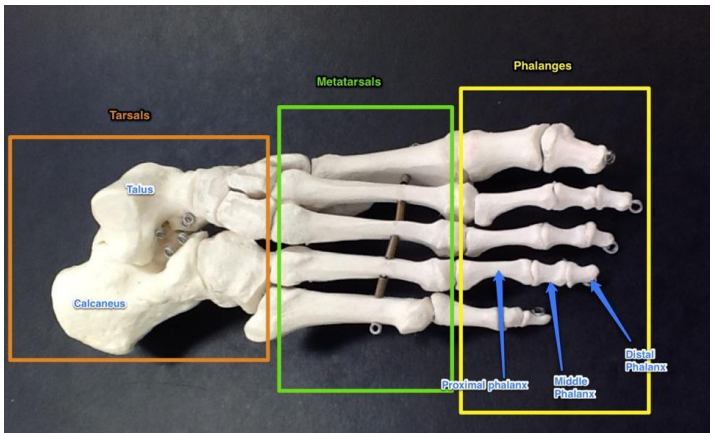 Phalanges
Metatarsals
Tarsals
Talus
Calcaneus
Proximal phalanx
Middle
Phalanx
Distal
Phalanx